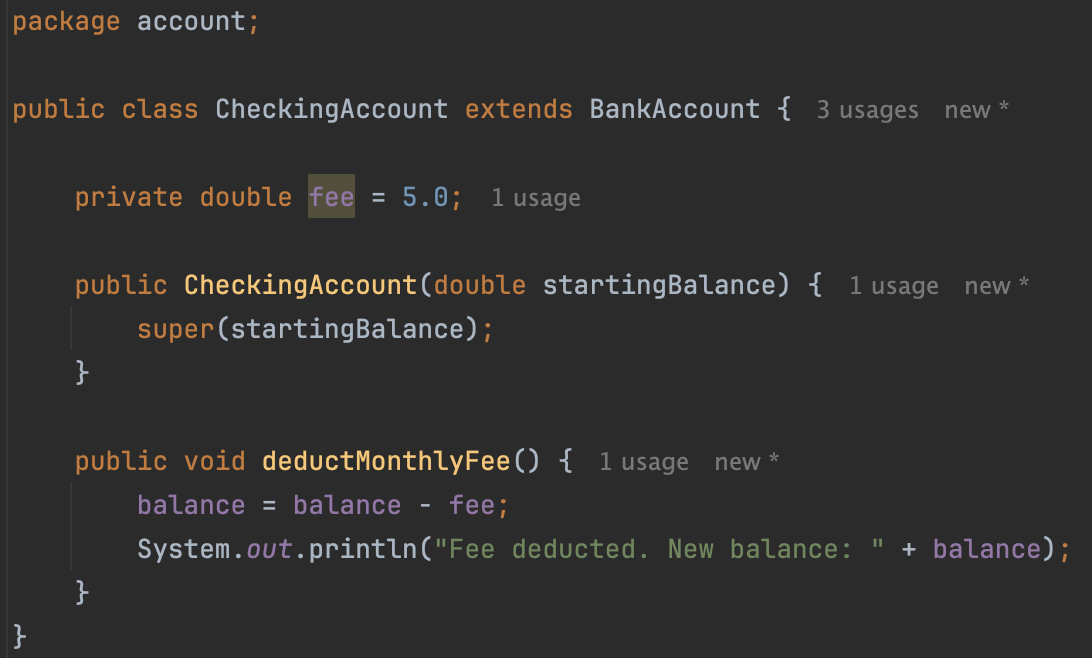 package account;
public class CheckingAccount extends BankAccount { 3 usages new *
private double fee = 5.0; 1 usage
public CheckingAccount(double startingBalance) { 1 usage new *
super(startingBalance);
}
public void deductMonthlyFee() { 1 usage new *
balance = balance - fee;
System.out.println("Fee deducted. New balance: " + balance);
}
}